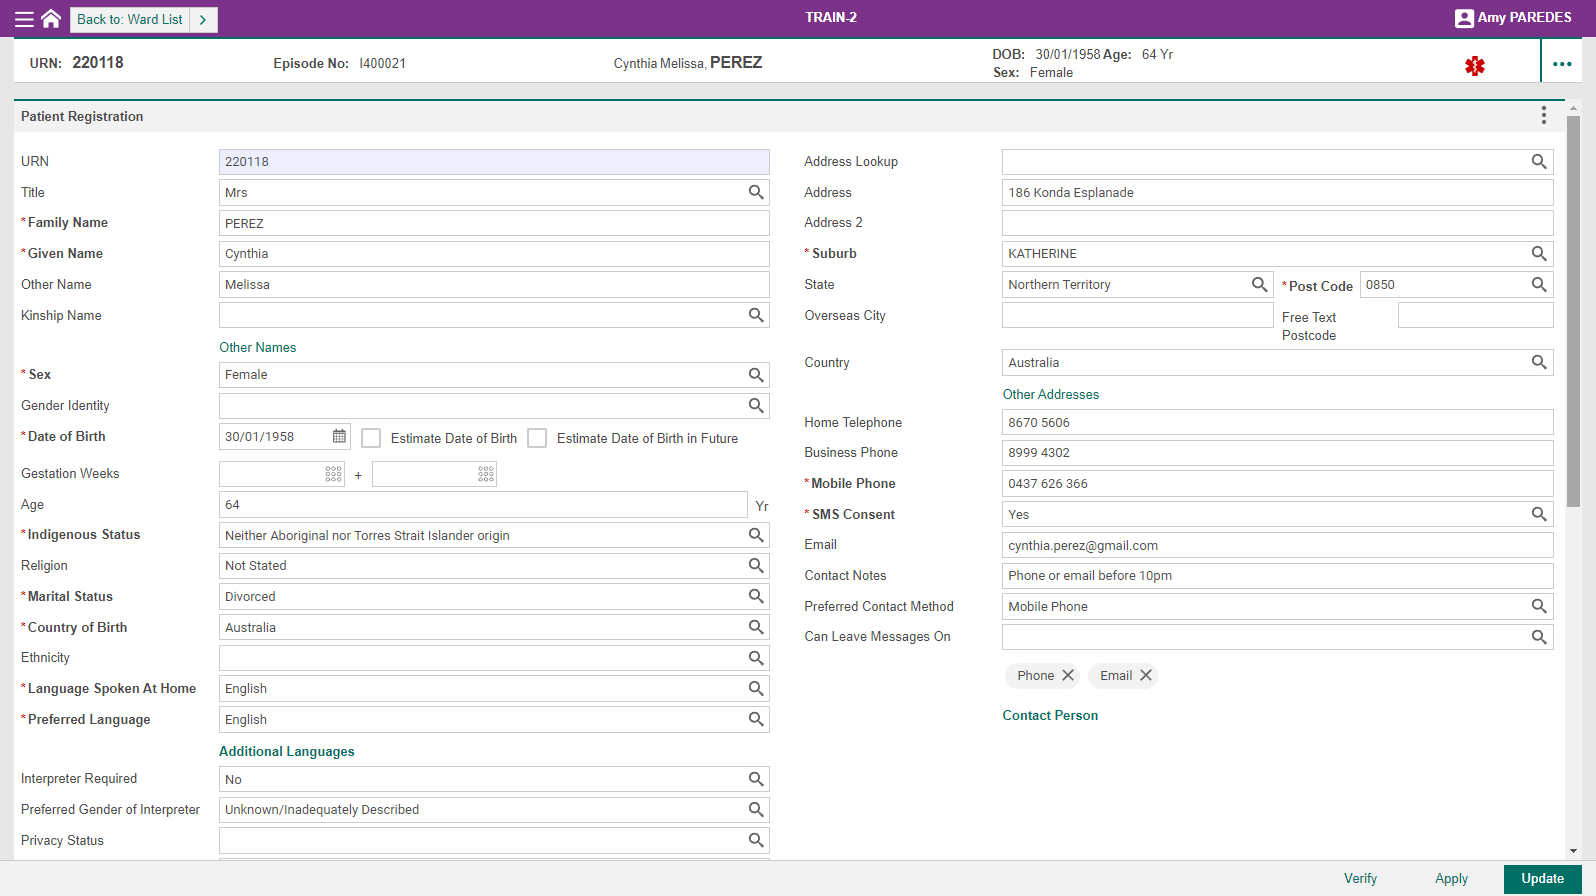 Back to: Ward List
TRAIN-2
Amy PAREDES
URN: 220118
Episode No: I400021
Cynthia Melissa, PEREZ
DOB: 30/01/1958 Age: 64 Yr
Sex: Female
Patient Registration
URN 220118
Title Mrs
*Family Name PEREZ
*Given Name Cynthia
Other Name Melissa
Kinship Name
Other Names
*Sex Female
Gender Identity
*Date of Birth 30/01/1958 Estimate Date of Birth Estimate Date of Birth in Future
Gestation Weeks +
Age 64 Yr
*Indigenous Status Neither Aboriginal nor Torres Strait Islander origin
Religion Not Stated
*Marital Status Divorced
*Country of Birth Australia
Ethnicity
*Language Spoken At Home English
*Preferred Language English
Additional Languages
Interpreter Required No
Preferred Gender of Interpreter Unknown/Inadequately Described
Privacy Status
Address Lookup
Address 186 Konda Esplanade
Address 2
*Suburb KATHERINE
State Northern Territory *Post Code 0850
Overseas City Free Text
Postcode
Country Australia
Other Addresses
Home Telephone 8670 5606
Business Phone 8999 4302
*Mobile Phone 0437 626 366
*SMS Consent Yes
Email cynthia.perez@gmail.com
Contact Notes Phone or email before 10pm
Preferred Contact Method Mobile Phone
Can Leave Messages On
Phone Email
Contact Person
Verify Apply Update